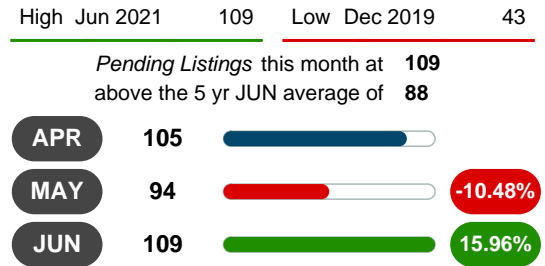 High Jun 2021 109 Low Dec 2019 43
Pending Listings this month at 109
above the 5 yr JUN average of 88
APR 105
MAY 94 -10.48%
JUN 109 15.96%